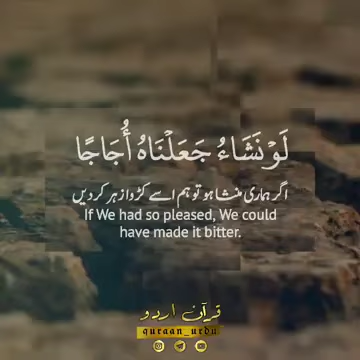 لَوْ نَشَاءُ جَعَلْنَاهُ أُجَاجًا
اگر ہماری منشا ہو تو ہم اسے کڑوا زہر کردیں
If We had so pleased, We could
have made it bitter.
قرآن اردو
quraan_urdu